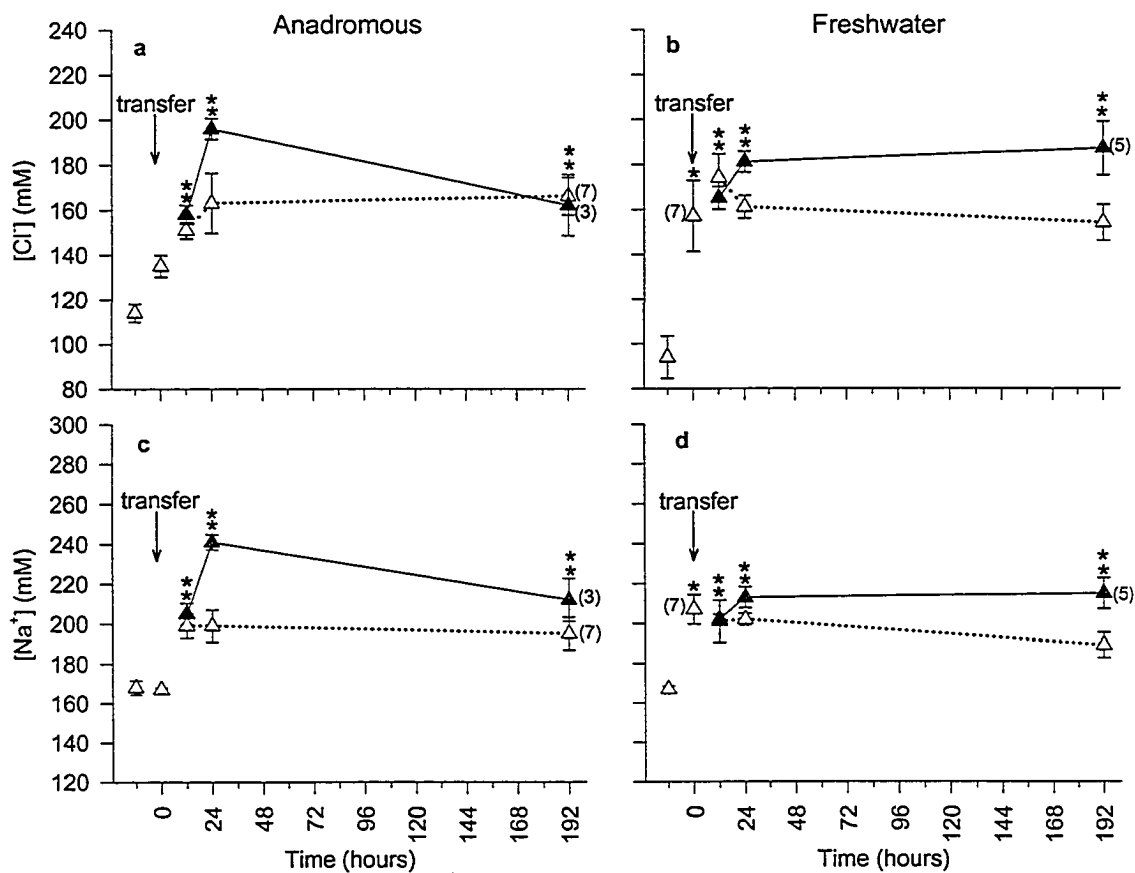 Anadromous
Freshwater
a
b
240
220
200
180
160
140
120
100
80
[Cl⁻] (mM)
transfer
**
**
**
(7)
(3)
transfer
*
**
**
**
(7)
(5)
c
d
300
280
260
240
220
200
180
160
140
120
[Na⁺] (mM)
transfer
**
**
**
(3)
(7)
transfer
*
**
**
**
(7)
(5)
0 24 48 72 96 120 144 168 192
0 24 48 72 96 120 144 168 192
Time (hours)
Time (hours)